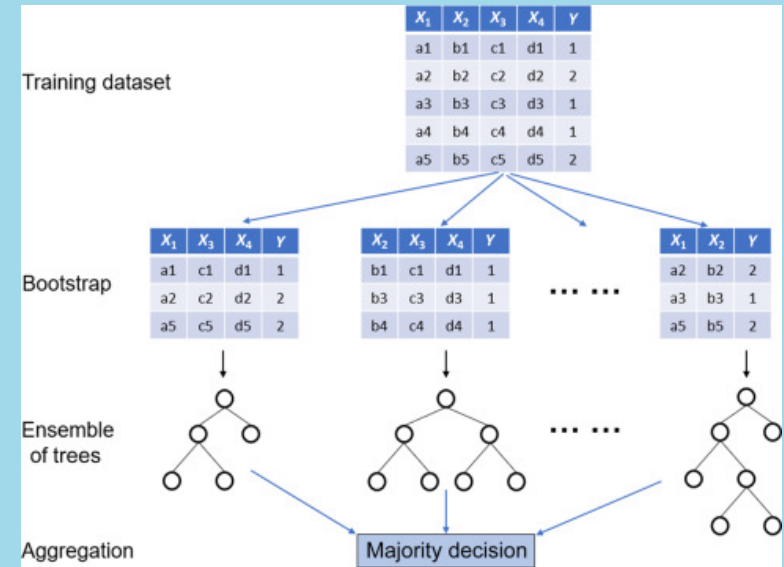 X1 X2 X3 X4 Y
a1 b1 c1 d1 1
a2 b2 c2 d2 2
Training dataset
a3 b3 c3 d3 1
a4 b4 c4 d4 1
a5 b5 c5 d5 2
X1 X3 X4 Y
a1 c1 d1 1
a2 c2 d2 2
a5 c5 d5 2
X2 X3 X4 Y
b1 c1 d1 1
b3 c3 d3 1
b4 c4 d4 1
... ...
X1 X2 Y
a2 b2 2
a3 b3 1
a5 b5 2
Bootstrap
Ensemble
of trees
... ...
Aggregation
Majority decision